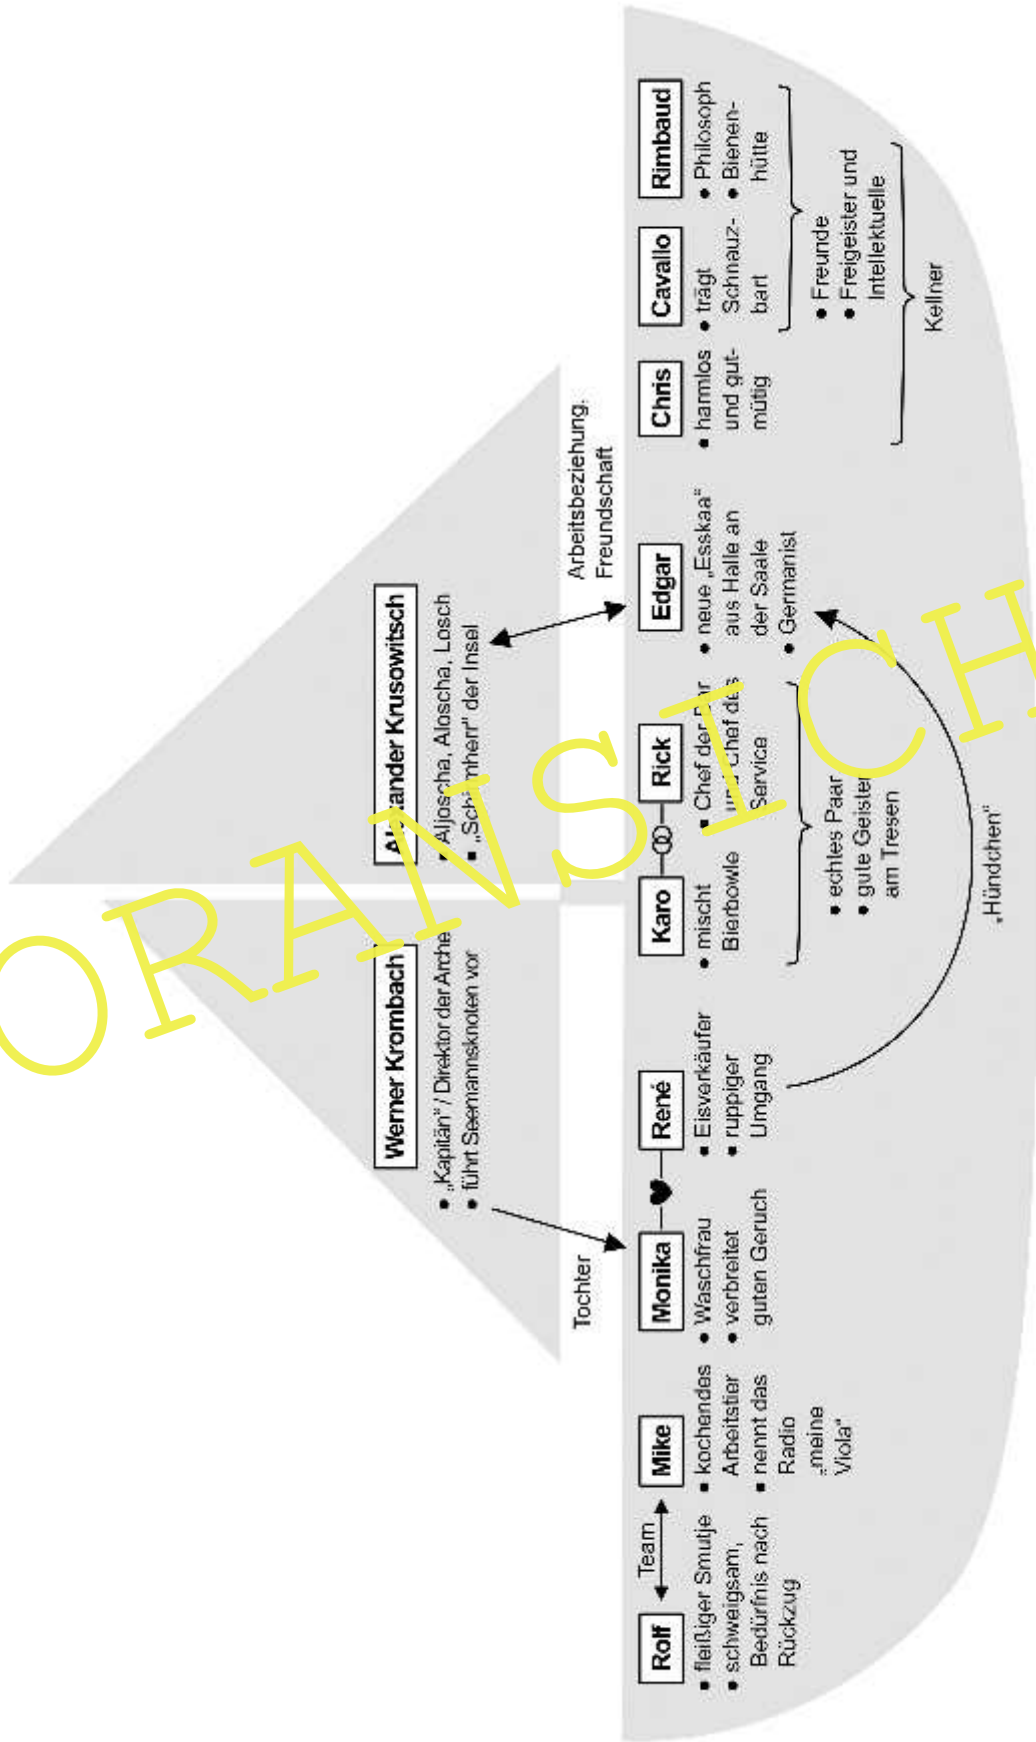 Werner Krombach
• „Kapitän“ / Direktor der Arche
• führt Seemannsknoten vor
Alexander Krusowitsch
• Aljoscha, Aloscha, Losch
• „Schirmherr“ der Insel
Tochter
Arbeitsbeziehung,
Freundschaft
Rolf
Team
Mike
Monika
René
Karo
Rick
Edgar
Chris
Cavallo
Rimbaud
• fleißiger Smutje
• schweigsam,
Bedürfnis nach
Rückzug
• kochendes
Arbeitstier
• nennt das
Radio
„meine
Viola“
• Waschfrau
• verbreitet
guten Geruch
• Eisverkäufer
• ruppiger
Umgang
• mischt
Bierbowle
• Chef der Bar
und Chef des
Service
• echtes Paar
• gute Geister
am Tresen
• neue „Esskaa“
aus Halle an
der Saale
• Germanist
„Hündchen“
• harmlos
und gut-
mütig
• trägt
Schnauz-
bart
• Philosoph
• Bienen-
hütte
• Freunde
• Freigeister und
Intellektuelle
Kellner
ORANSICH